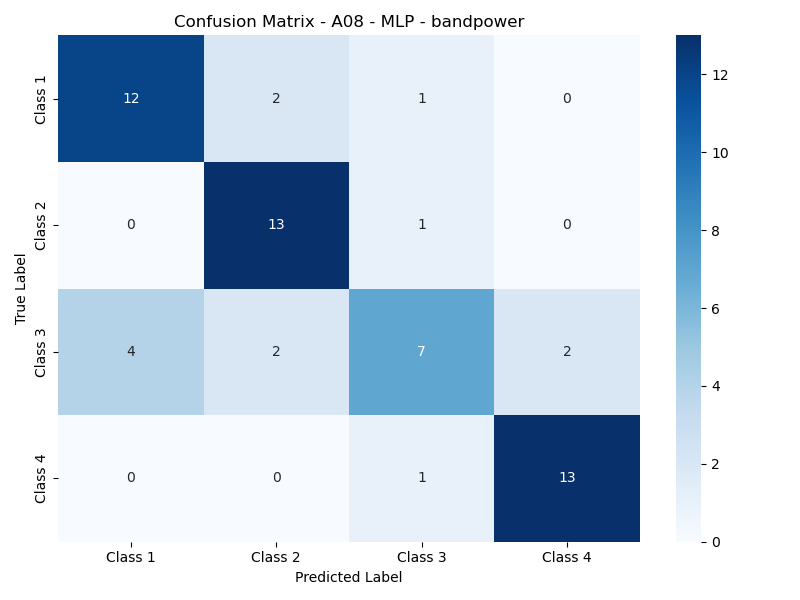 Confusion Matrix - A08 - MLP - bandpower
True Label
Class 1
12 2 1 0
Class 2
0 13 1 0
Class 3
4 2 7 2
Class 4
0 0 1 13
Class 1 Class 2 Class 3 Class 4
Predicted Label
12
10
8
6
4
2
0